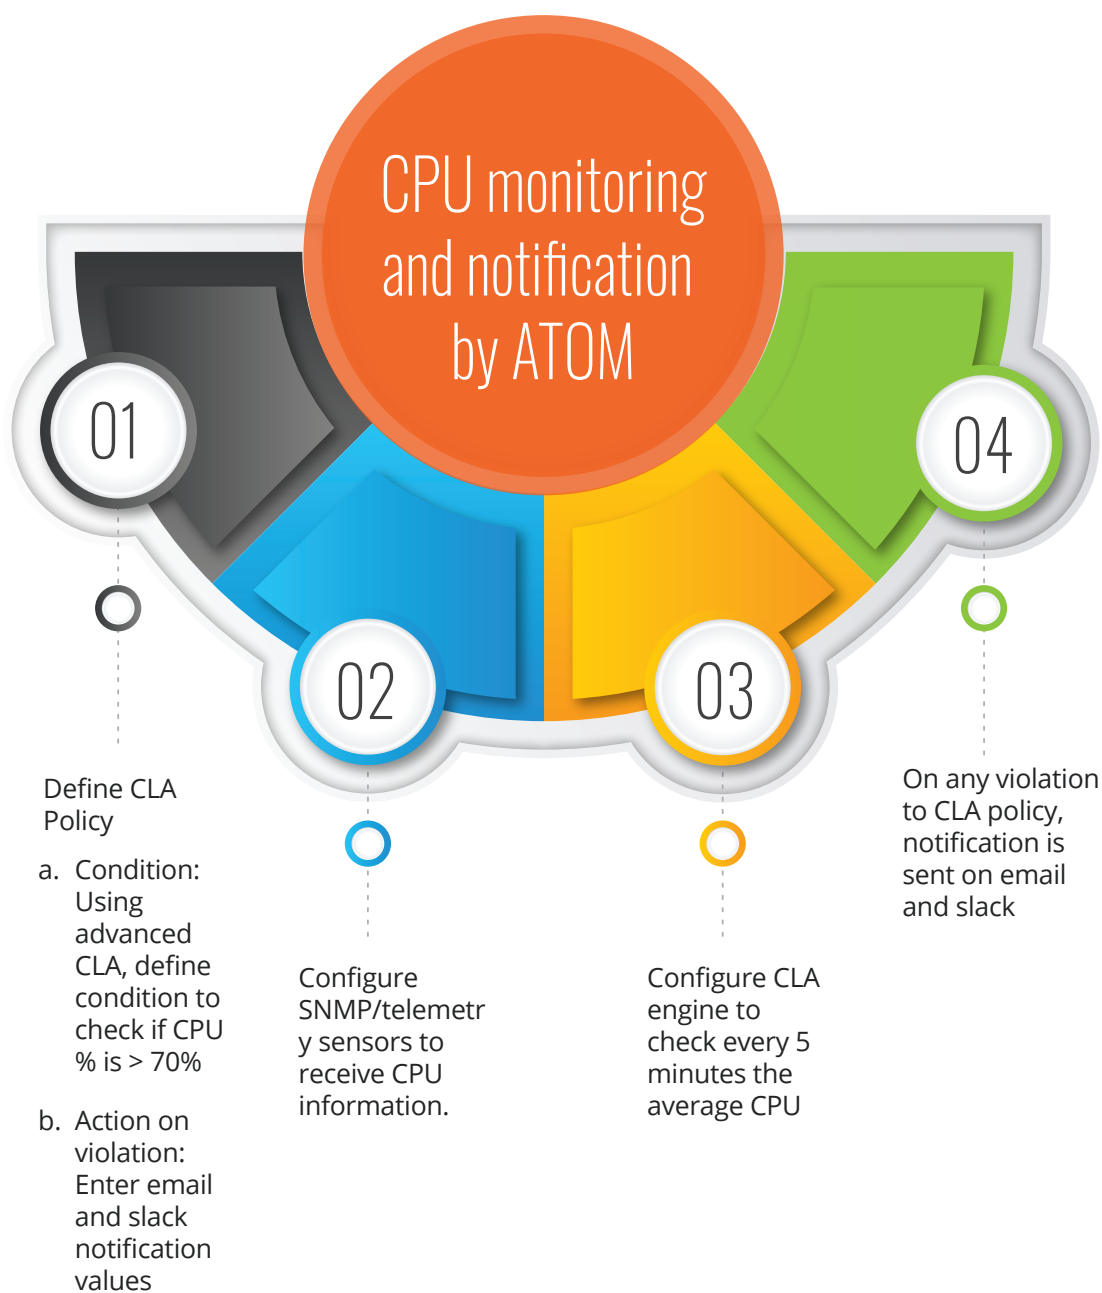 CPU monitoring
and notification
by ATOM
01
02
03
04
Define CLA
Policy
a. Condition:
Using
advanced
CLA, define
condition to
check if CPU
% is > 70%
b. Action on
violation:
Enter email
and slack
notification
values
Configure
SNMP/telemetr
y sensors to
receive CPU
information.
Configure CLA
engine to
check every 5
minutes the
average CPU
On any violation
to CLA policy,
notification is
sent on email
and slack